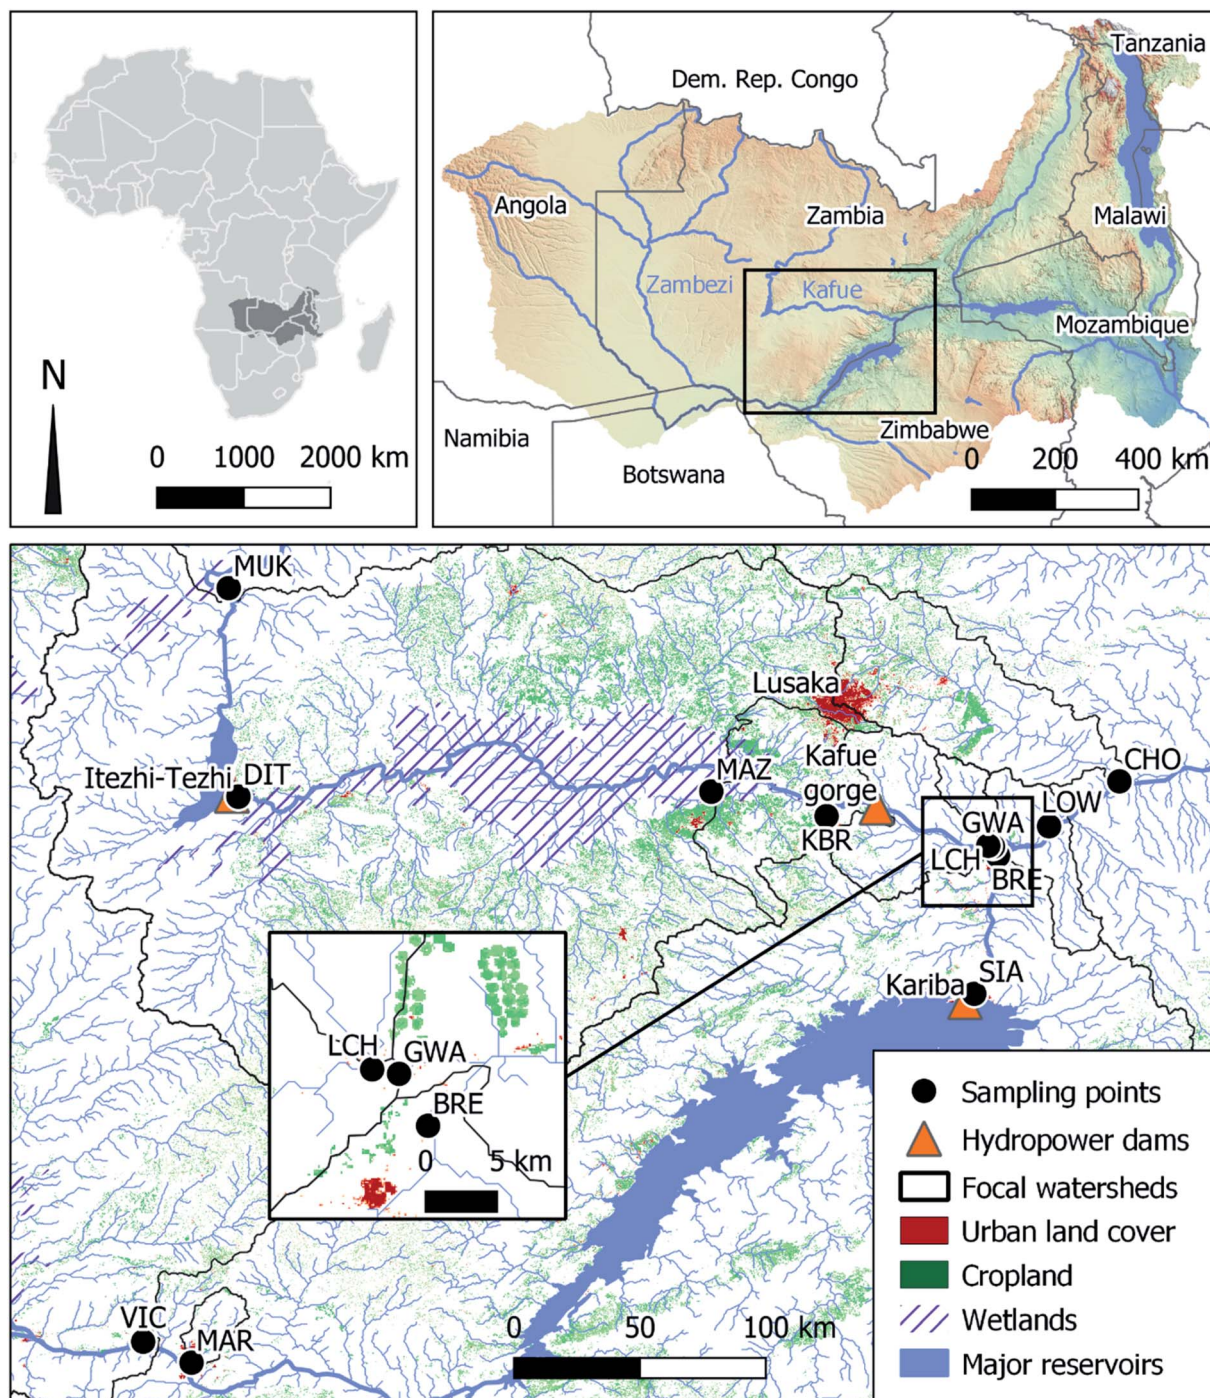 N
0 1000 2000 km
Dem. Rep. Congo
Tanzania
Angola
Zambia
Malawi
Zambezi
Kafue
Mozambique
Namibia
Zimbabwe
Botswana
0 200 400 km
MUK
Lusaka
Itezhi-Tezhi
DIT
MAZ
Kafue
gorge
KBR
CHO
LOW
GWA
LCH
BRE
SIA
Kariba
LCH
GWA
BRE
0 5 km
VIC
MAR
0 50 100 km
Sampling points
Hydropower dams
Focal watersheds
Urban land cover
Cropland
Wetlands
Major reservoirs